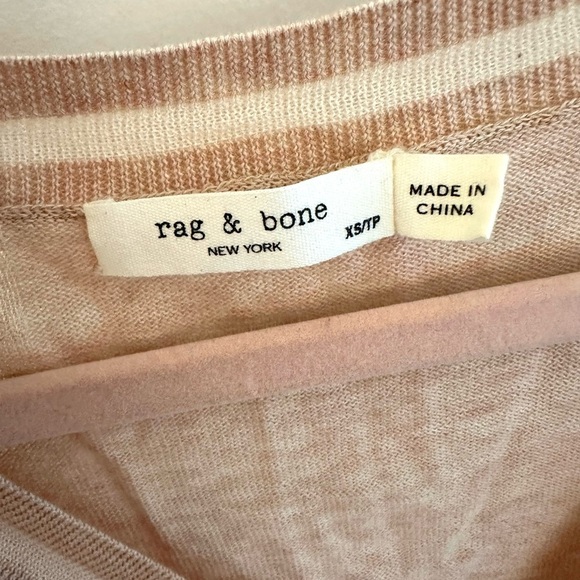 rag & bone
NEW YORK
XS/TP
MADE IN
CHINA